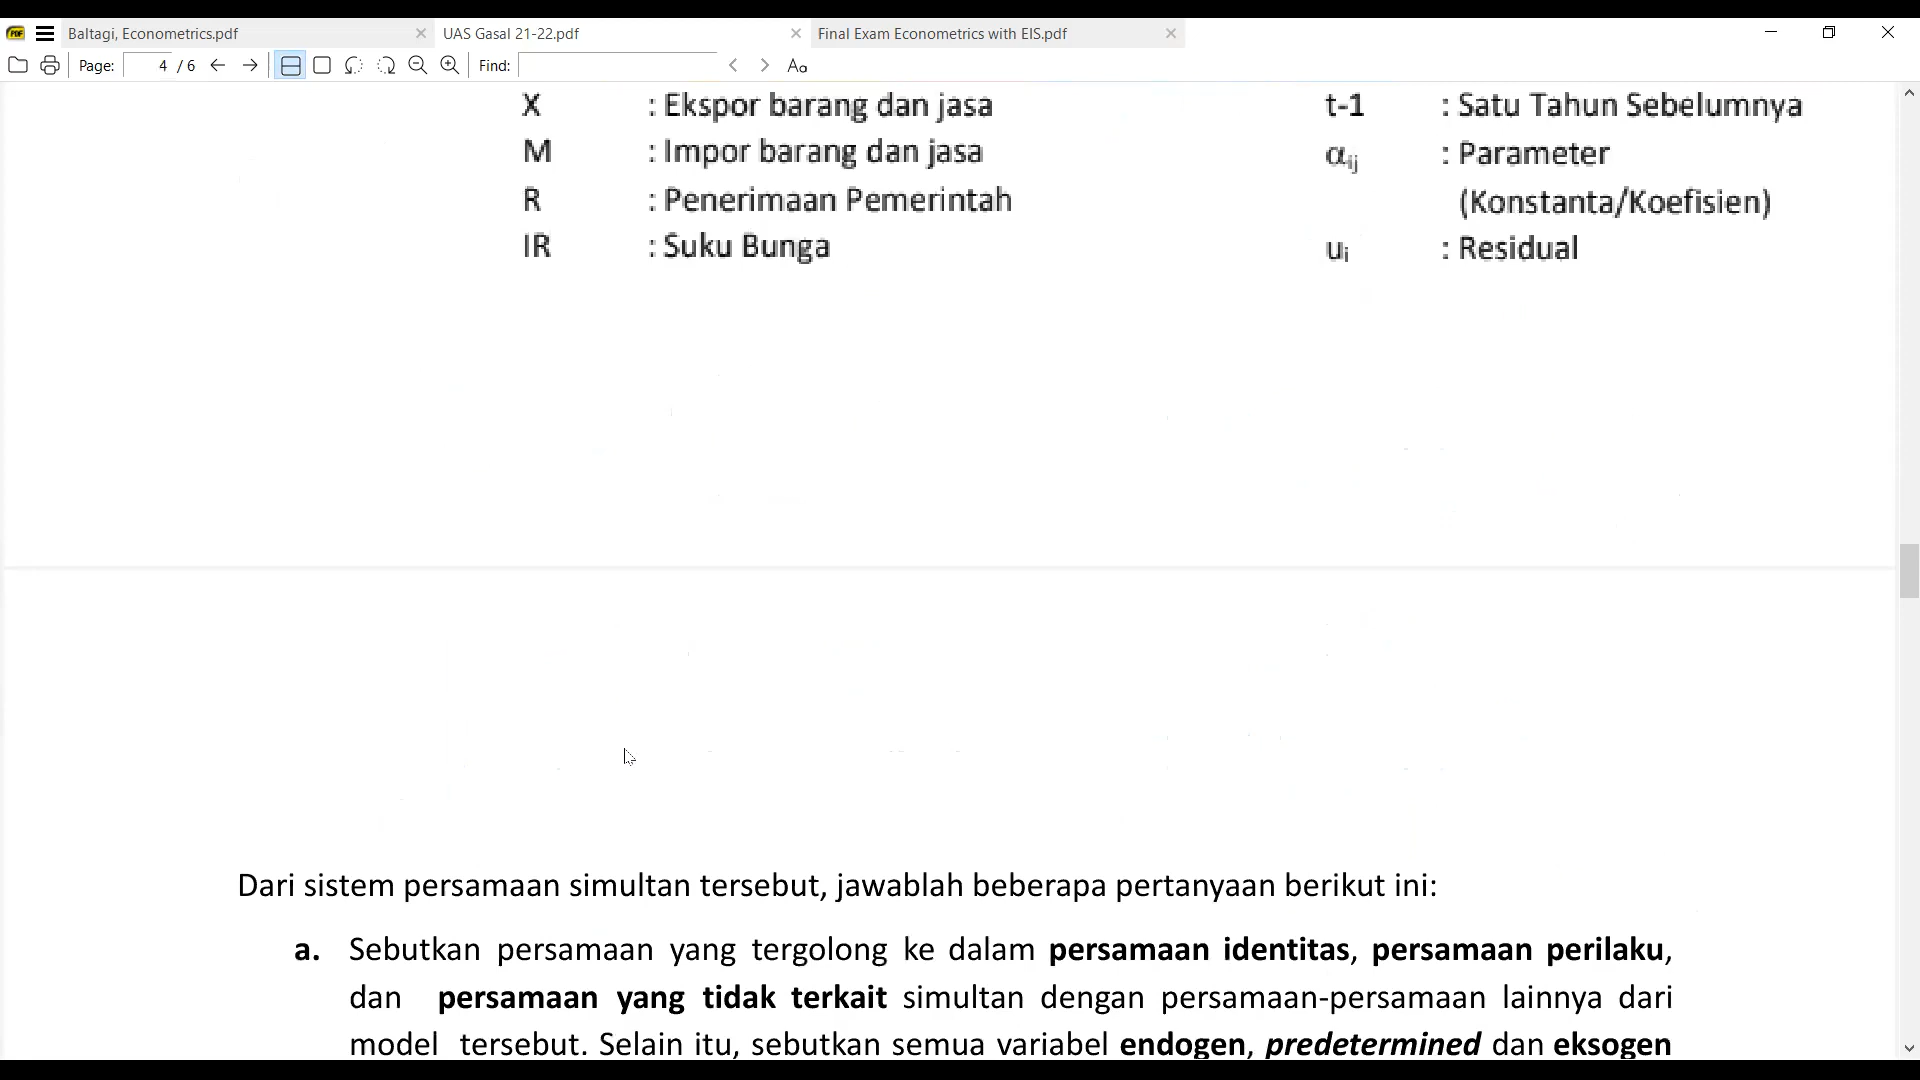 Baltagi, Econometrics.pdf
UAS Gasal 21-22.pdf
Final Exam Econometrics with EIS.pdf
Page: 4 / 6
Find:
Aa
X : Ekspor barang dan jasa
M : Impor barang dan jasa
R : Penerimaan Pemerintah
IR : Suku Bunga
t-1 : Satu Tahun Sebelumnya
αij : Parameter
(Konstanta/Koefisien)
ui : Residual
Dari sistem persamaan simultan tersebut, jawablah beberapa pertanyaan berikut ini:
a. Sebutkan persamaan yang tergolong ke dalam persamaan identitas, persamaan perilaku,
dan persamaan yang tidak terkait simultan dengan persamaan-persamaan lainnya dari
model tersebut. Selain itu, sebutkan semua variabel endogen, predetermined dan eksogen